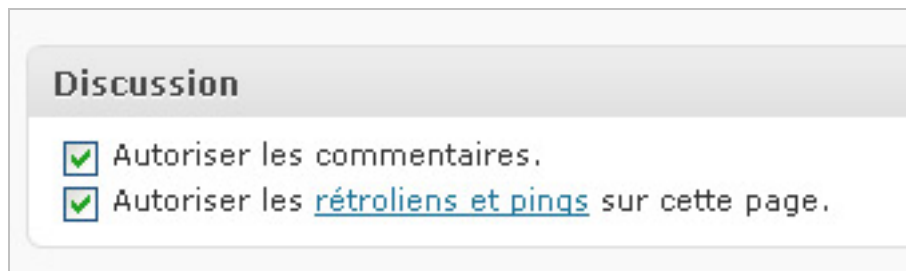 Discussion
Autoriser les commentaires.
Autoriser les rétroliens et pings sur cette page.